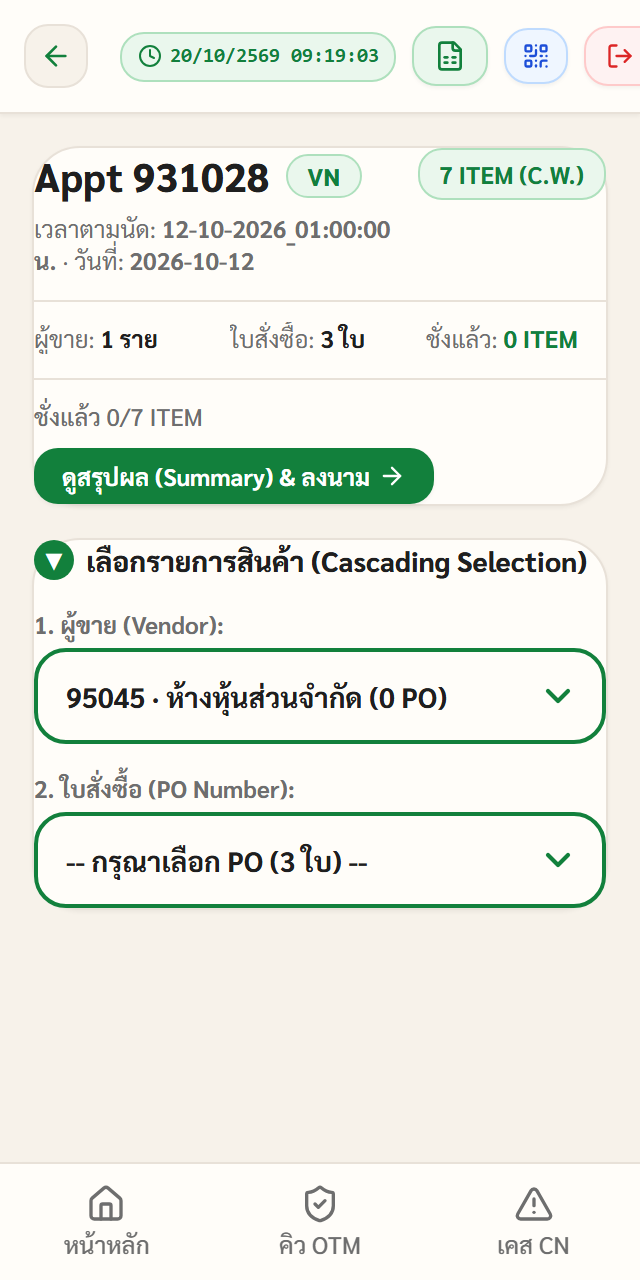 20/10/2569 09:19:03
Appt 931028 VN 7 ITEM (C.W.)
เวลาตามนัด: 12-10-2026_01:00:00
น. · วันที่: 2026-10-12
ผู้ขาย: 1 ราย ใบสั่งซื้อ: 3 ใบ ชั่งแล้ว: 0 ITEM
ชั่งแล้ว 0/7 ITEM
ดูสรุปผล (Summary) & ลงนาม →
▼ เลือกรายการสินค้า (Cascading Selection)
1. ผู้ขาย (Vendor):
95045 · ห้างหุ้นส่วนจำกัด (0 PO)
2. ใบสั่งซื้อ (PO Number):
-- กรุณาเลือก PO (3 ใบ) --
หน้าหลัก คิว OTM เคส CN